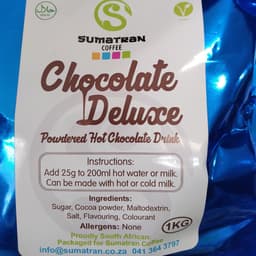 SUMATRAN
COFFEE
Chocolate
Deluxe
Powdered Hot Chocolate Drink
Instructions:
Add 25g to 200ml hot water or milk.
Can be made with hot or cold milk.
Ingredients:
Sugar, Cocoa powder, Maltodextrin,
Salt, Flavouring, Colourant
Allergens: None
1KG
Proudly South African
Packaged for Sumatran Coffee
info@sumatran.co.za 041 364 3797